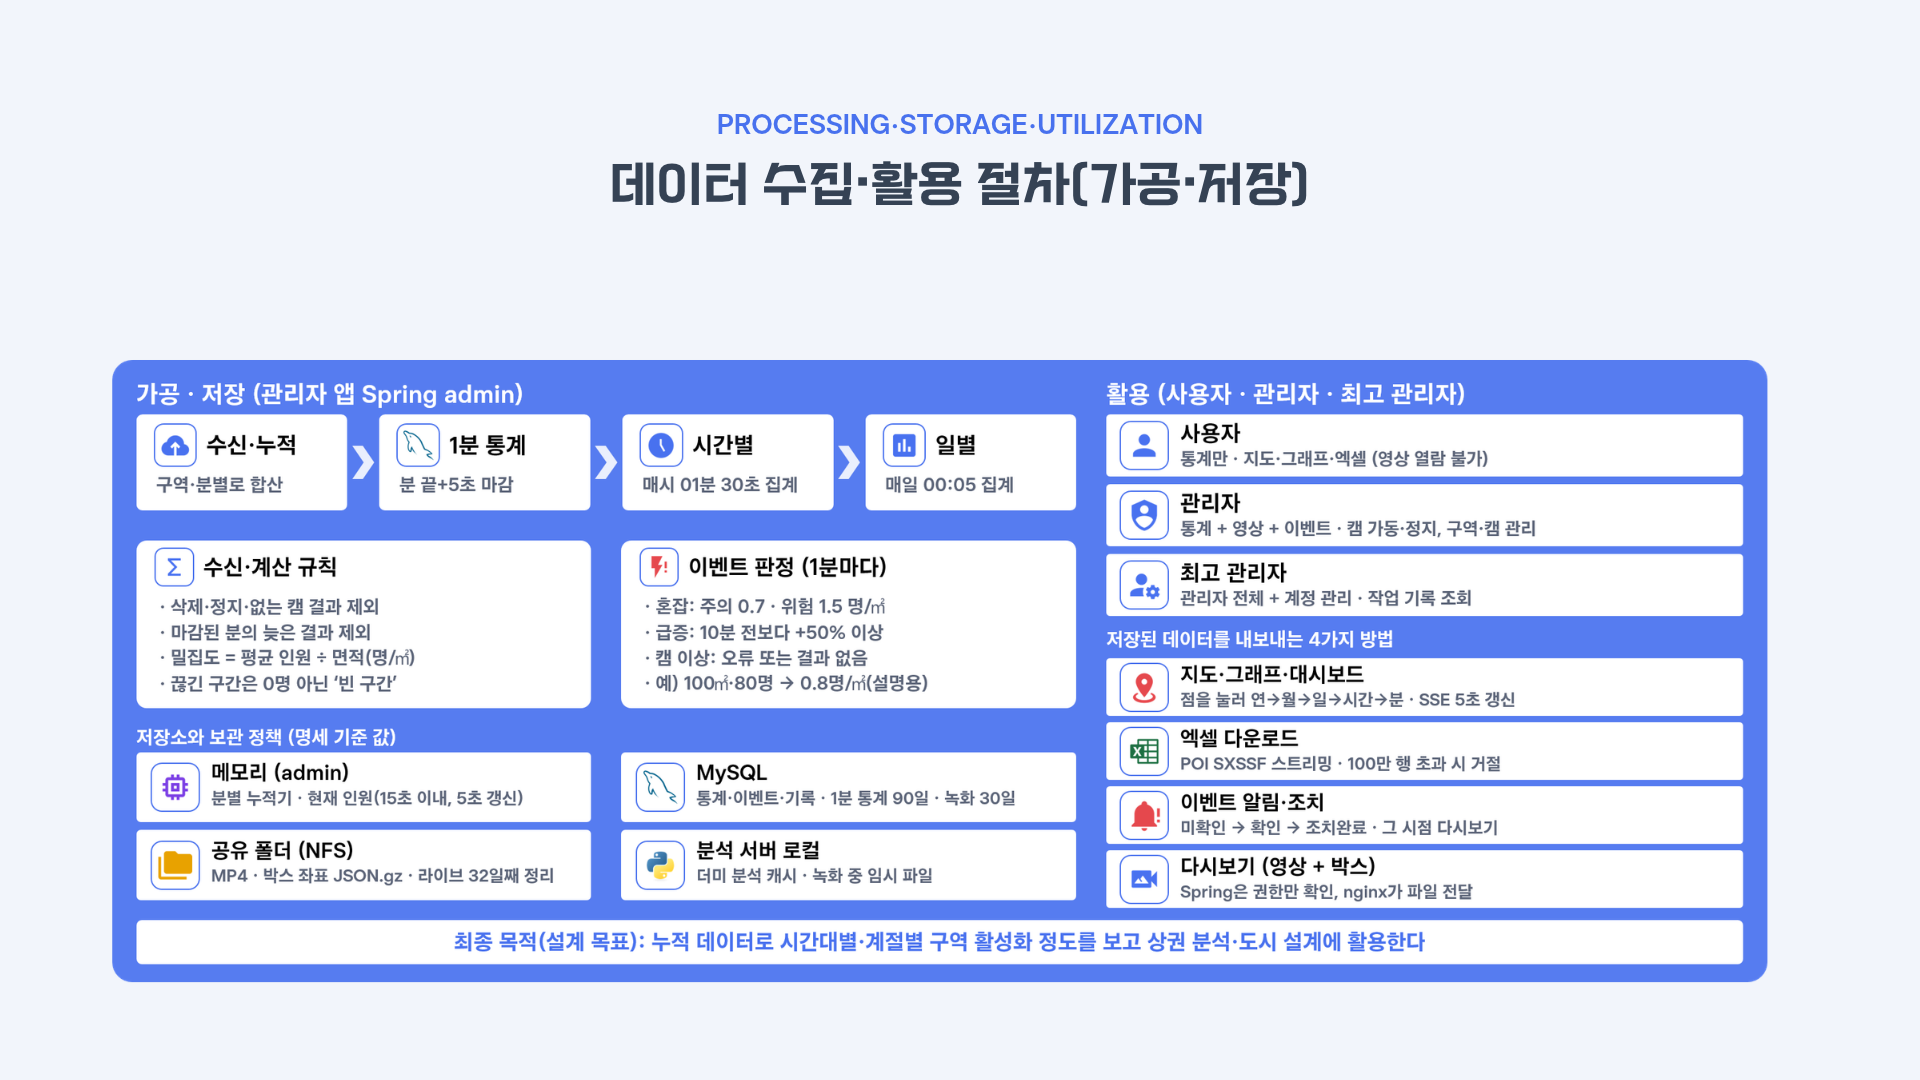 PROCESSING·STORAGE·UTILIZATION
데이터 수집·활용 절차(가공·저장)
가공 · 저장 (관리자 앱 Spring admin)
수신·누적
구역·분별로 합산
1분 통계
분 끝+5초 마감
시간별
매시 01분 30초 집계
일별
매일 00:05 집계
수신·계산 규칙
· 삭제·정지·없는 캠 결과 제외
· 마감된 분의 늦은 결과 제외
· 밀집도 = 평균 인원 ÷ 면적(명/㎡)
· 끊긴 구간은 0명 아닌 ‘빈 구간’
이벤트 판정 (1분마다)
· 혼잡: 주의 0.7 · 위험 1.5 명/㎡
· 급증: 10분 전보다 +50% 이상
· 캠 이상: 오류 또는 결과 없음
· 예) 100㎡·80명 → 0.8명/㎡(설명용)
저장소와 보관 정책 (명세 기준 값)
메모리 (admin)
분별 누적기 · 현재 인원(15초 이내, 5초 갱신)
MySQL
통계·이벤트·기록 · 1분 통계 90일 · 녹화 30일
공유 폴더 (NFS)
MP4 · 박스 좌표 JSON.gz · 라이브 32일째 정리
분석 서버 로컬
더미 분석 캐시 · 녹화 중 임시 파일
활용 (사용자 · 관리자 · 최고 관리자)
사용자
통계만 · 지도·그래프·엑셀 (영상 열람 불가)
관리자
통계 + 영상 + 이벤트 · 캠 가동·정지, 구역·캠 관리
최고 관리자
관리자 전체 + 계정 관리 · 작업 기록 조회
저장된 데이터를 내보내는 4가지 방법
지도·그래프·대시보드
점을 눌러 연→월→일→시간→분 · SSE 5초 갱신
엑셀 다운로드
POI SXSSF 스트리밍 · 100만 행 초과 시 거절
이벤트 알림·조치
미확인 → 확인 → 조치완료 · 그 시점 다시보기
다시보기 (영상 + 박스)
Spring은 권한만 확인, nginx가 파일 전달
최종 목적(설계 목표): 누적 데이터로 시간대별·계절별 구역 활성화 정도를 보고 상권 분석·도시 설계에 활용한다